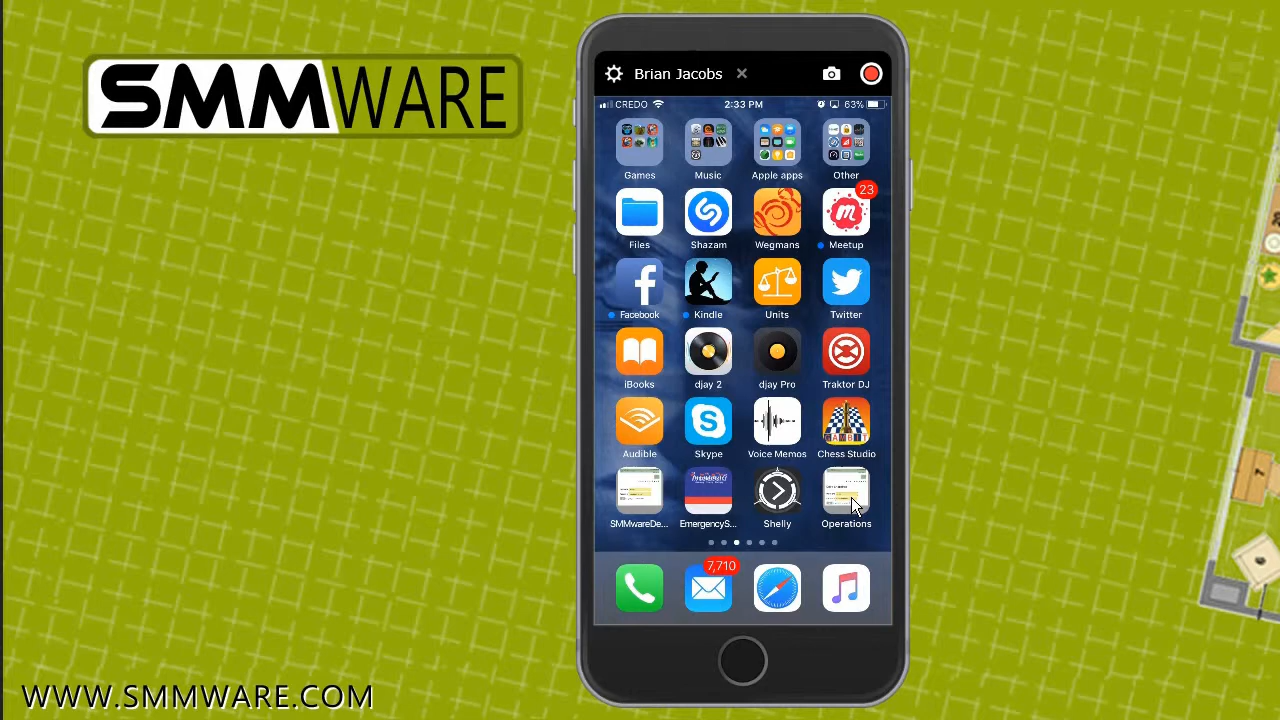 SMMWARE
Brian Jacobs
CREDO 2:33 PM 63%
Games Music Apple apps Other
23
Files Shazam Wegmans Meetup
Facebook Kindle Units Twitter
iBooks djay 2 djay Pro Traktor DJ
GAMBIT
Audible Skype Voice Memos Chess Studio
SMMwareDe... EmergencyS... Shelly Operations
7,710
WWW.SMMWARE.COM